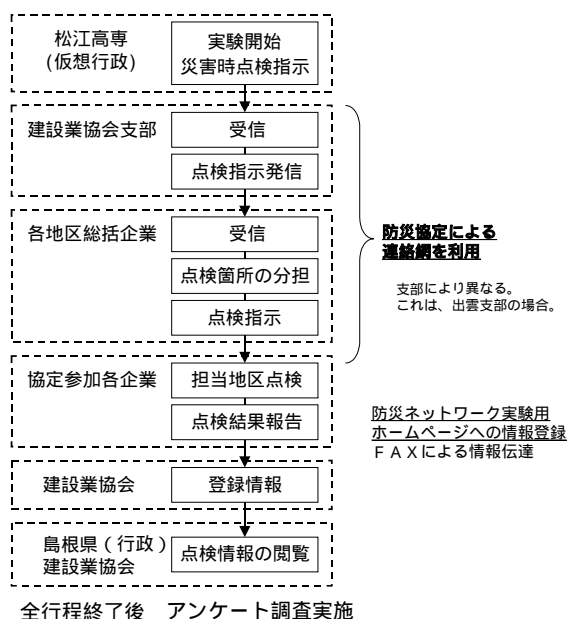 松江高専
(仮想行政)
実験開始
災害時点検指示
建設業協会支部
受信
点検指示発信
各地区総括企業
受信
点検箇所の分担
点検指示
防災協定による
連絡網を利用
支部により異なる。
これは、出雲支部の場合。
協定参加各企業
担当地区点検
点検結果報告
防災ネットワーク実験用
ホームページへの情報登録
ＦＡＸによる情報伝達
建設業協会
登録情報
島根県（行政）
建設業協会
点検情報の閲覧
全行程終了後　アンケート調査実施